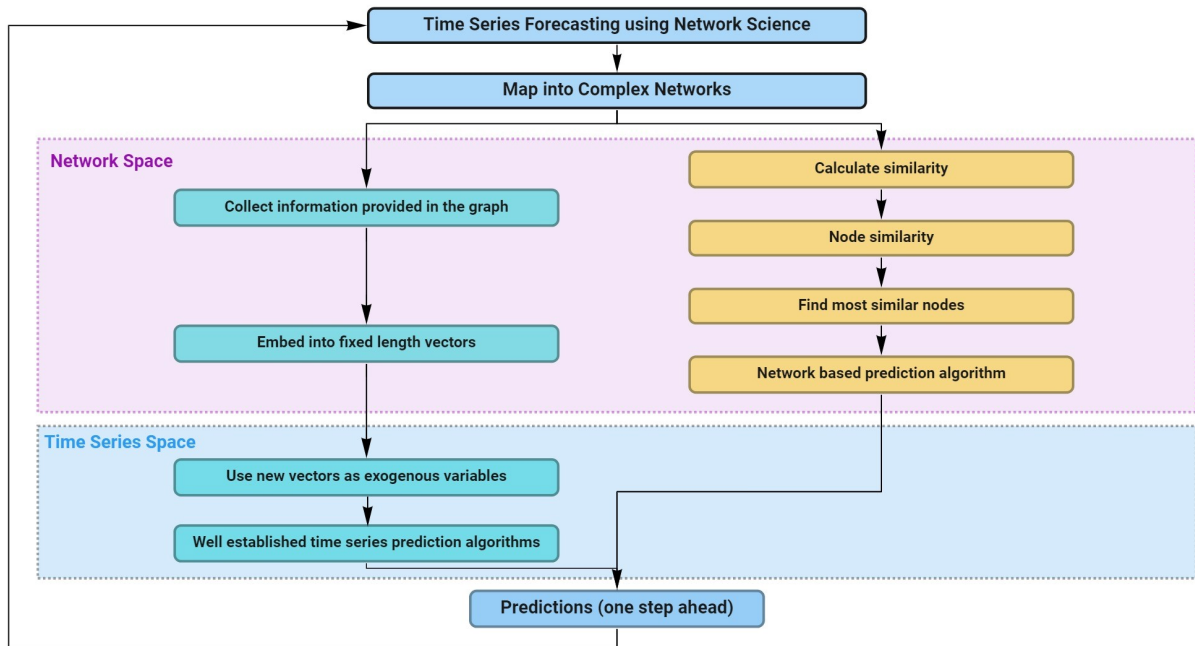 Time Series Forecasting using Network Science
Map into Complex Networks
Network Space
Collect information provided in the graph
Embed into fixed length vectors
Calculate similarity
Node similarity
Find most similar nodes
Network based prediction algorithm
Time Series Space
Use new vectors as exogenous variables
Well established time series prediction algorithms
Predictions (one step ahead)